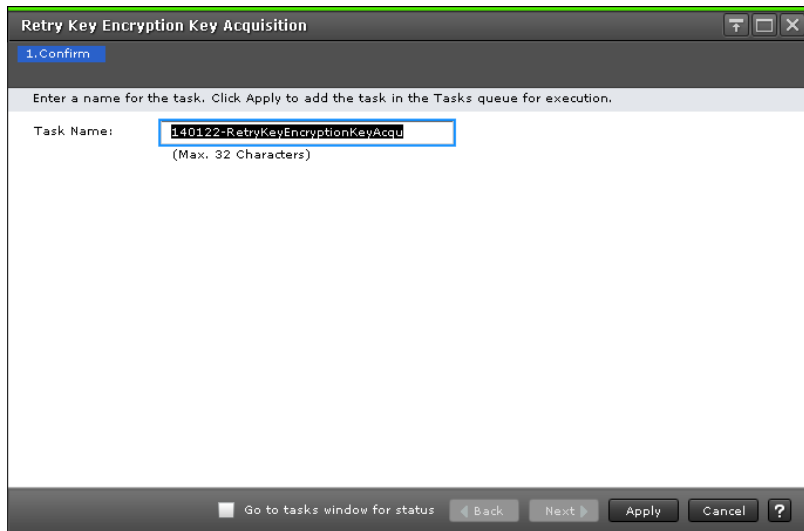 Retry Key Encryption Key Acquisition
1.Confirm
Enter a name for the task. Click Apply to add the task in the Tasks queue for execution.
Task Name: 140122-RetryKeyEncryptionKeyAcqu
(Max. 32 Characters)
Go to tasks window for status Back Next Apply Cancel ?